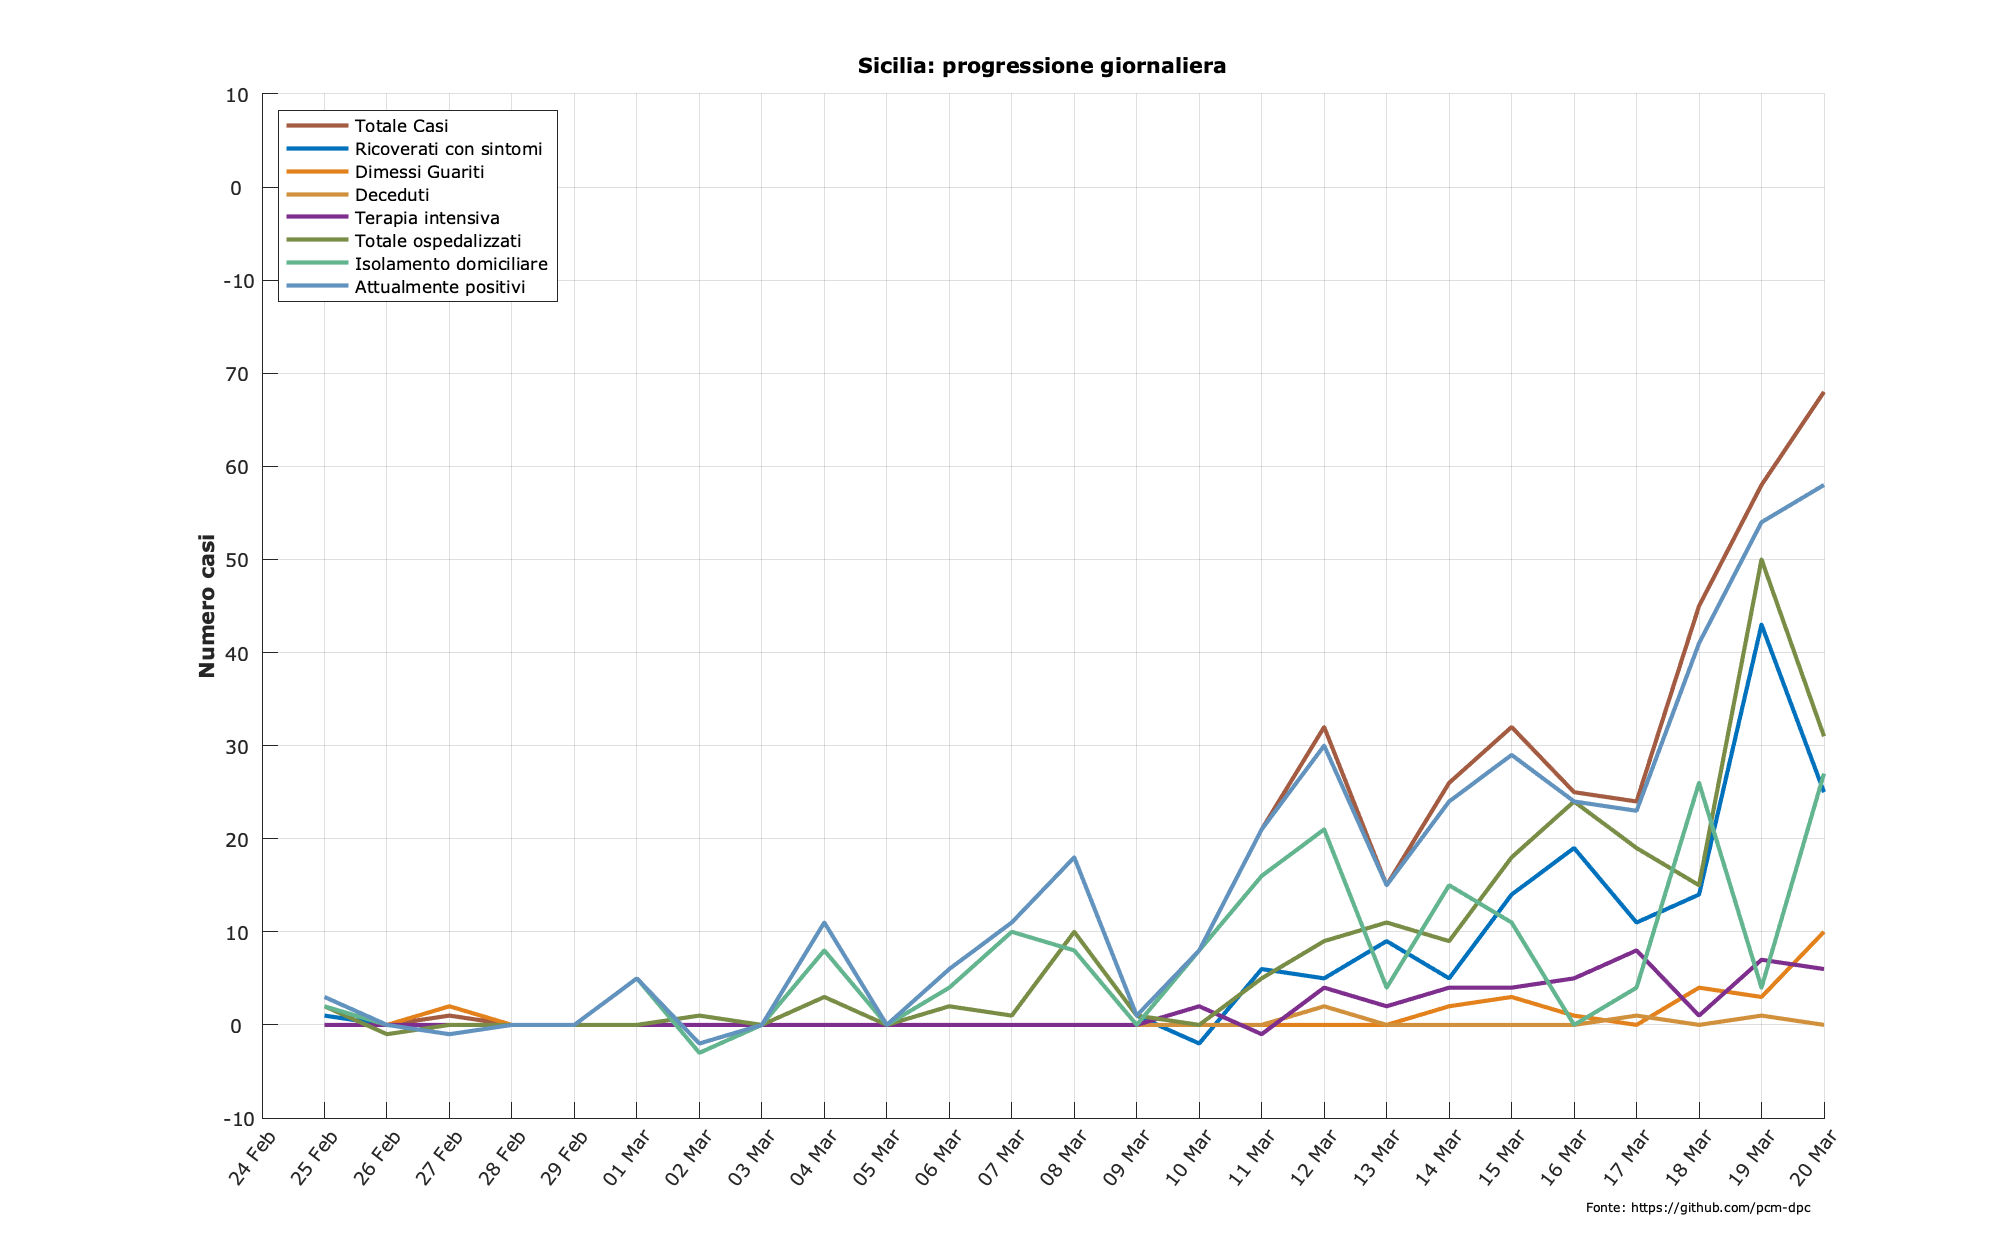 Sicilia: progressione giornaliera
10
0
-10
70
60
50
40
30
20
10
0
-10
Numero casi
Totale Casi
Ricoverati con sintomi
Dimessi Guariti
Deceduti
Terapia intensiva
Totale ospedalizzati
Isolamento domiciliare
Attualmente positivi
24 Feb
25 Feb
26 Feb
27 Feb
28 Feb
29 Feb
01 Mar
02 Mar
03 Mar
04 Mar
05 Mar
06 Mar
07 Mar
08 Mar
09 Mar
10 Mar
11 Mar
12 Mar
13 Mar
14 Mar
15 Mar
16 Mar
17 Mar
18 Mar
19 Mar
20 Mar
Fonte: https://github.com/pcm-dpc